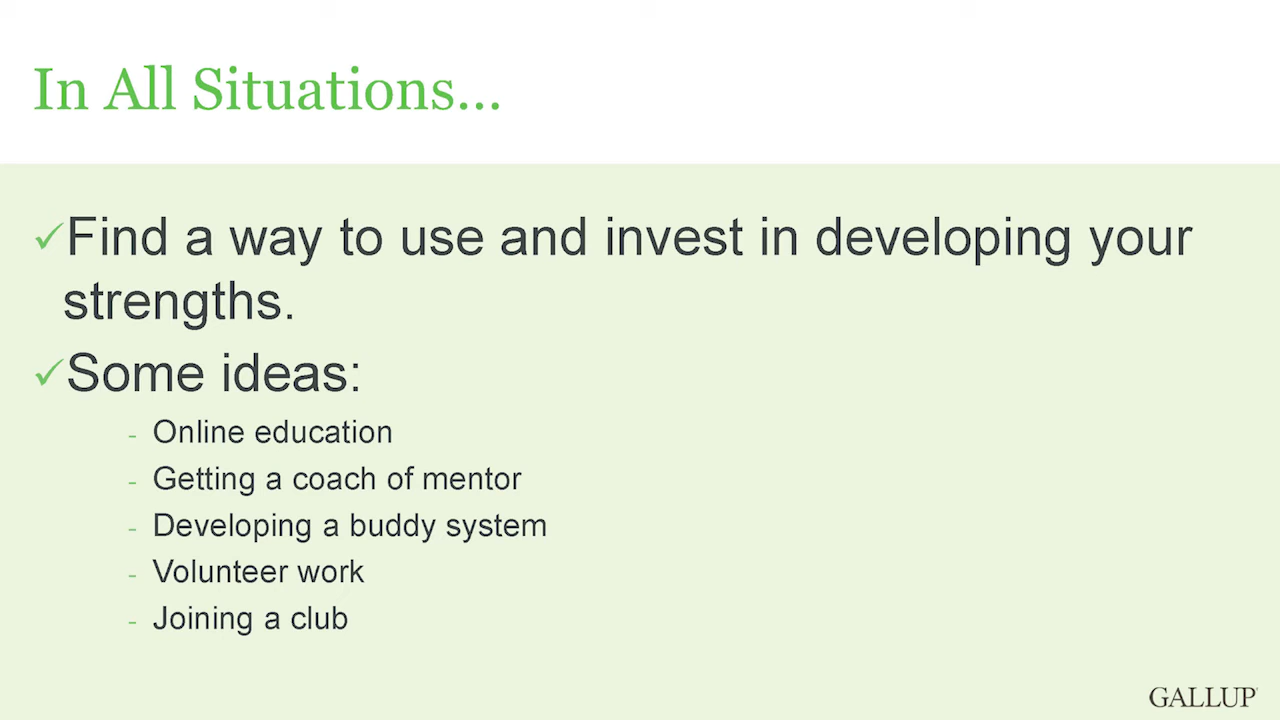 In All Situations...
✓Find a way to use and invest in developing your
strengths.
✓Some ideas:
- Online education
- Getting a coach of mentor
- Developing a buddy system
- Volunteer work
- Joining a club
GALLUP